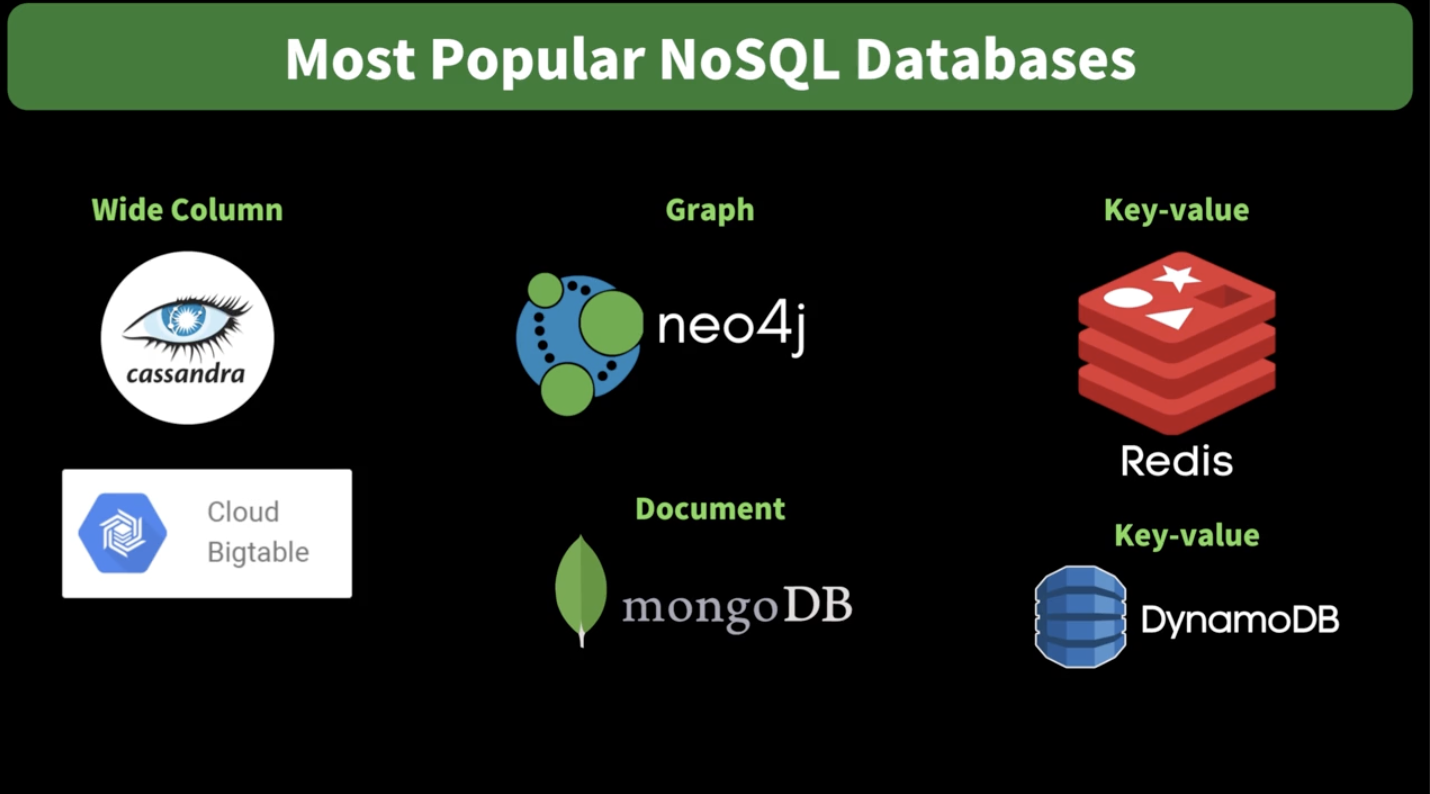 Most Popular NoSQL Databases
Wide Column
cassandra
Cloud
Bigtable
Graph
neo4j
Document
mongoDB
Key-value
Redis
Key-value
DynamoDB